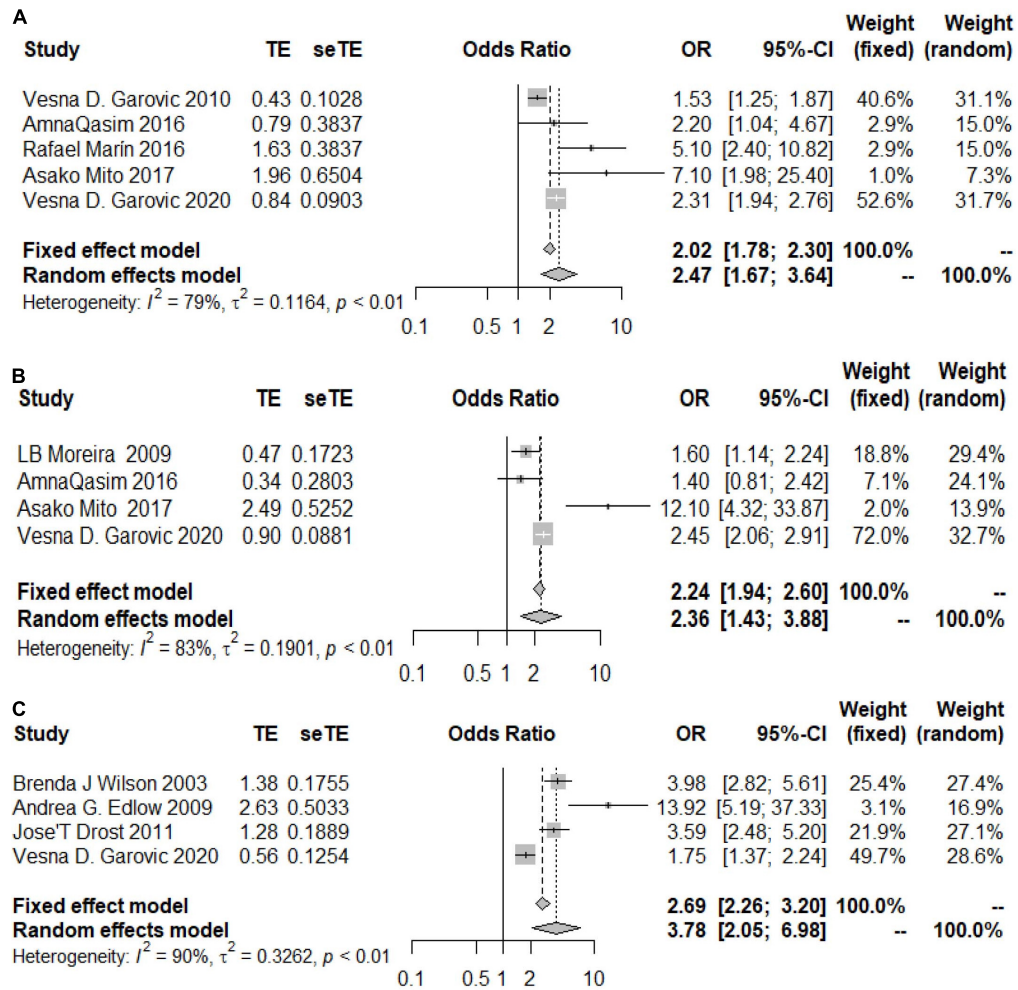 A
Weight Weight
Study TE seTE Odds Ratio OR 95%-CI (fixed) (random)
Vesna D. Garovic 2010 0.43 0.1028 1.53 [1.25; 1.87] 40.6% 31.1%
AmnaQasim 2016 0.79 0.3837 2.20 [1.04; 4.67] 2.9% 15.0%
Rafael Marín 2016 1.63 0.3837 5.10 [2.40; 10.82] 2.9% 15.0%
Asako Mito 2017 1.96 0.6504 7.10 [1.98; 25.40] 1.0% 7.3%
Vesna D. Garovic 2020 0.84 0.0903 2.31 [1.94; 2.76] 52.6% 31.7%
Fixed effect model 2.02 [1.78; 2.30] 100.0% --
Random effects model 2.47 [1.67; 3.64] -- 100.0%
Heterogeneity: I² = 79%, τ² = 0.1164, p < 0.01
0.1 0.5 1 2 10
B
Weight Weight
Study TE seTE Odds Ratio OR 95%-CI (fixed) (random)
LB Moreira 2009 0.47 0.1723 1.60 [1.14; 2.24] 18.8% 29.4%
AmnaQasim 2016 0.34 0.2803 1.40 [0.81; 2.42] 7.1% 24.1%
Asako Mito 2017 2.49 0.5252 12.10 [4.32; 33.87] 2.0% 13.9%
Vesna D. Garovic 2020 0.90 0.0881 2.45 [2.06; 2.91] 72.0% 32.7%
Fixed effect model 2.24 [1.94; 2.60] 100.0% --
Random effects model 2.36 [1.43; 3.88] -- 100.0%
Heterogeneity: I² = 83%, τ² = 0.1901, p < 0.01
0.1 0.5 1 2 10
C
Weight Weight
Study TE seTE Odds Ratio OR 95%-CI (fixed) (random)
Brenda J Wilson 2003 1.38 0.1755 3.98 [2.82; 5.61] 25.4% 27.4%
Andrea G. Edlow 2009 2.63 0.5033 13.92 [5.19; 37.33] 3.1% 16.9%
Jose'T Drost 2011 1.28 0.1889 3.59 [2.48; 5.20] 21.9% 27.1%
Vesna D. Garovic 2020 0.56 0.1254 1.75 [1.37; 2.24] 49.7% 28.6%
Fixed effect model 2.69 [2.26; 3.20] 100.0% --
Random effects model 3.78 [2.05; 6.98] -- 100.0%
Heterogeneity: I² = 90%, τ² = 0.3262, p < 0.01
0.1 0.5 1 2 10